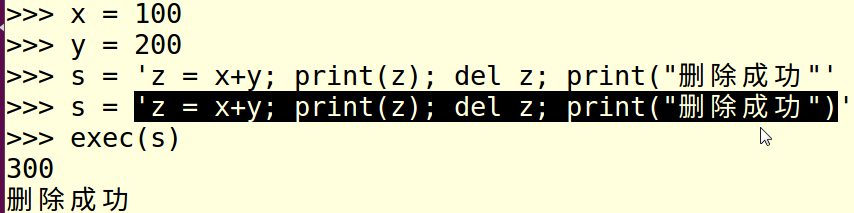 >>> x = 100
>>> y = 200
>>> s = 'z = x+y; print(z); del z; print("删除成功"'
>>> s = 'z = x+y; print(z); del z; print("删除成功")'
>>> exec(s)
300
删除成功